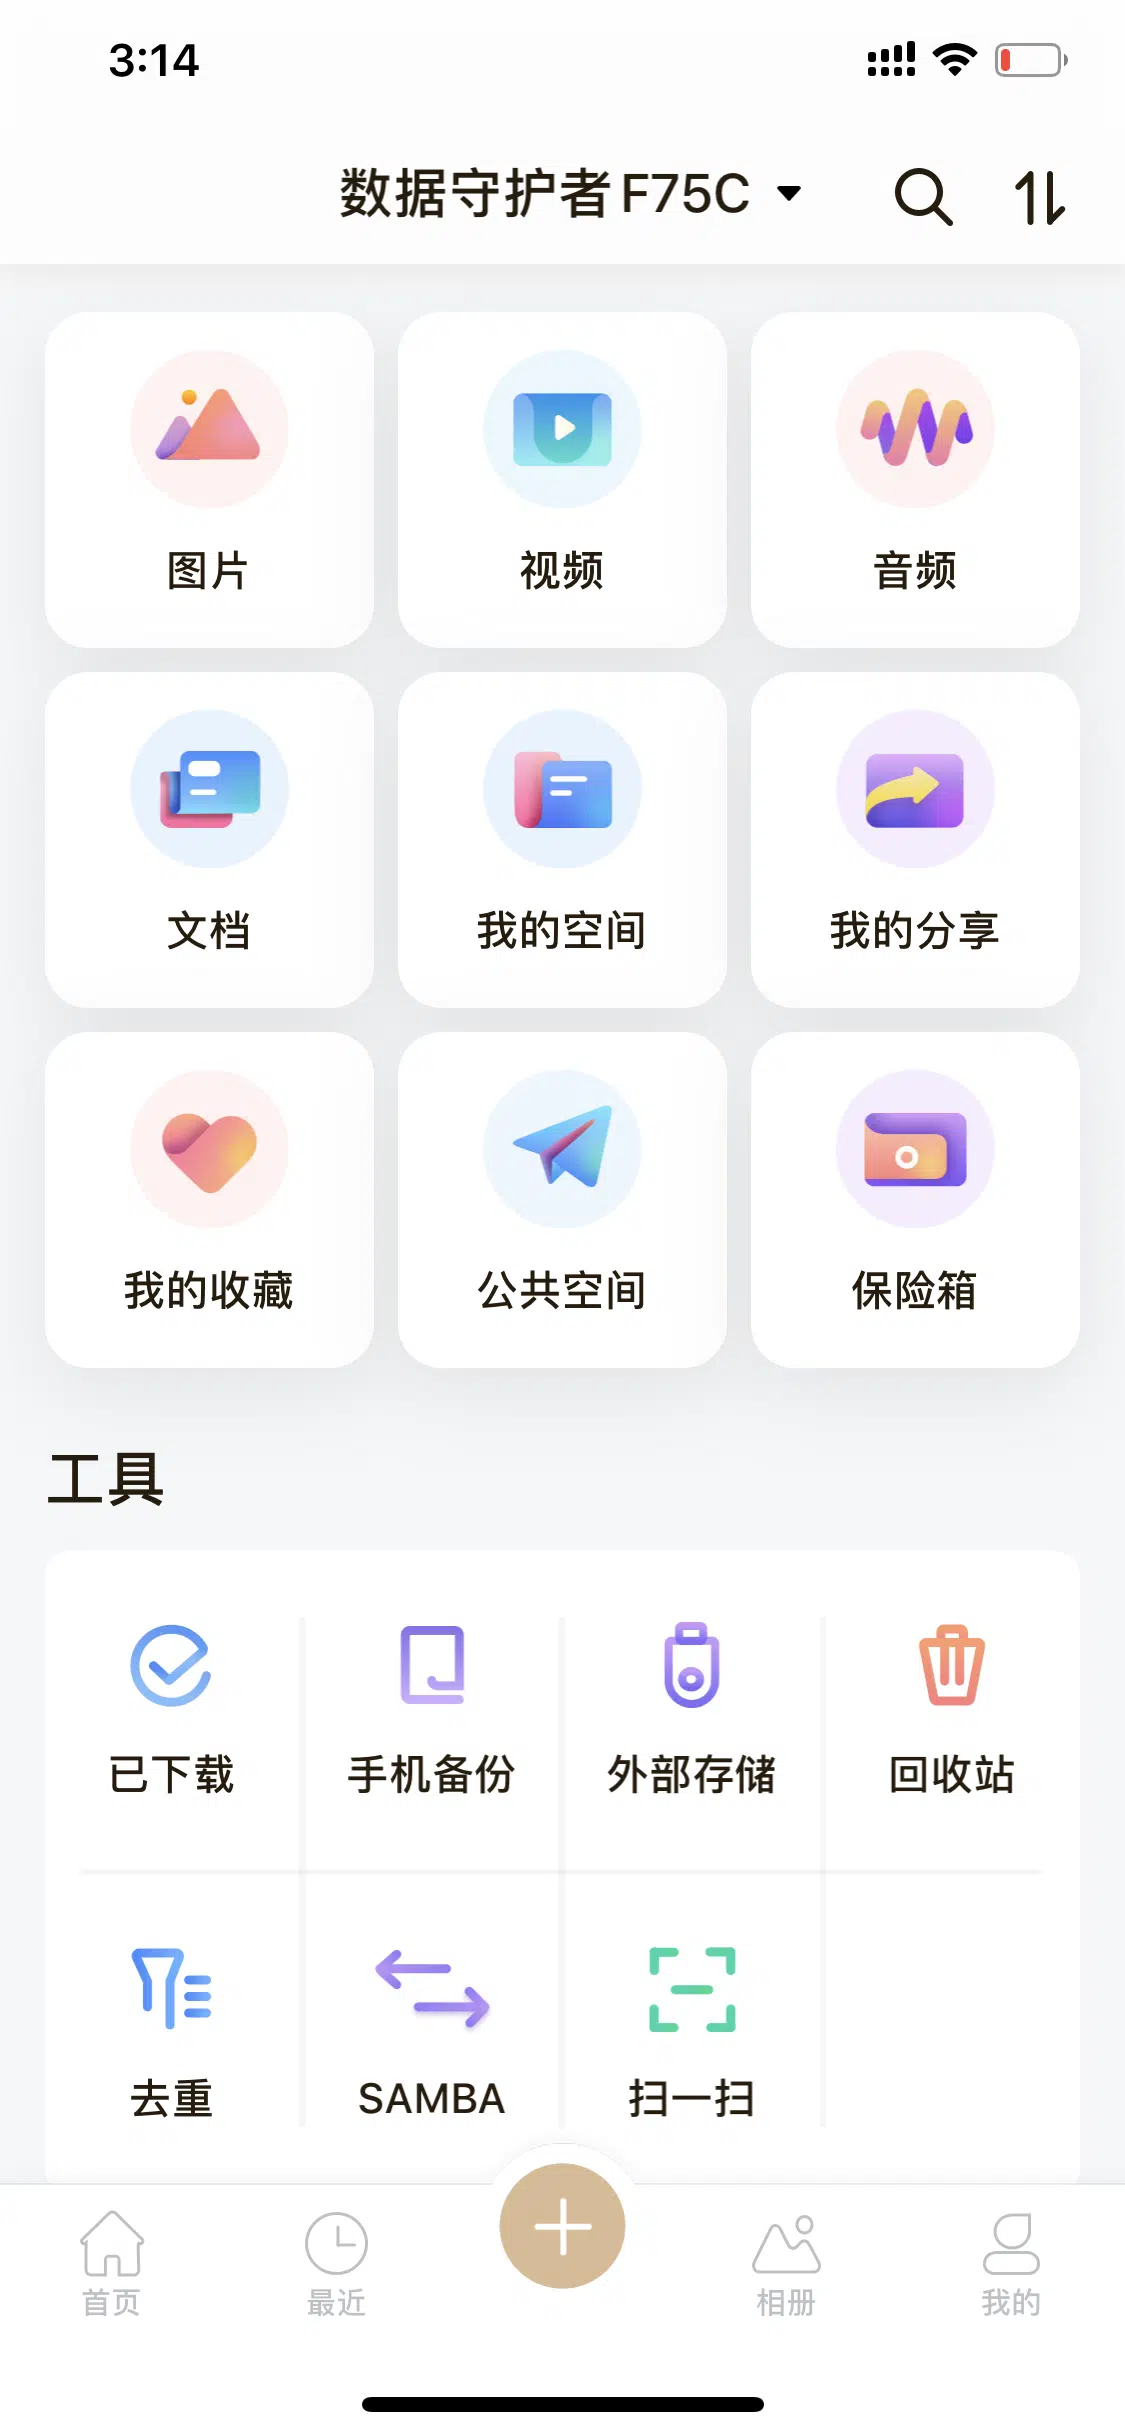 3:14
数据守护者F75C
图片
视频
音频
文档
我的空间
我的分享
我的收藏
公共空间
保险箱
工具
已下载
手机备份
外部存储
回收站
去重
SAMBA
扫一扫
首页
最近
相册
我的